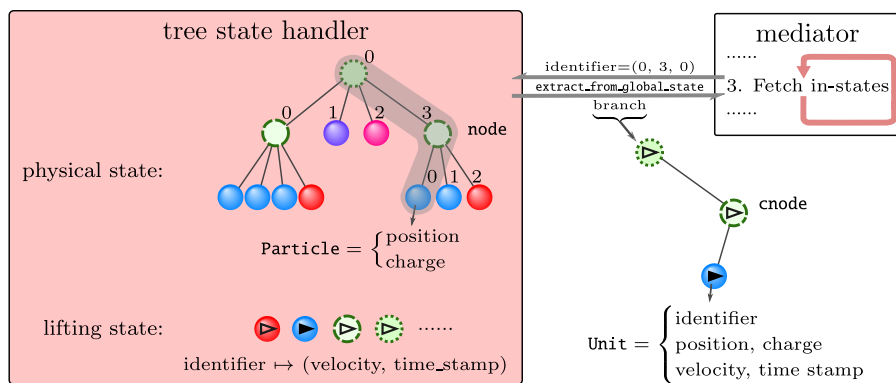 tree state handler
mediator
0
identifier=(0, 3, 0)
......
extract_from_global_state
3. Fetch in-states
branch
......
0
1
2
3
node
physical state:
0
1
2
cnode
Particle = { position
charge
lifting state:
......
identifier ↦ (velocity, time_stamp)
Unit = { identifier
position, charge
velocity, time stamp